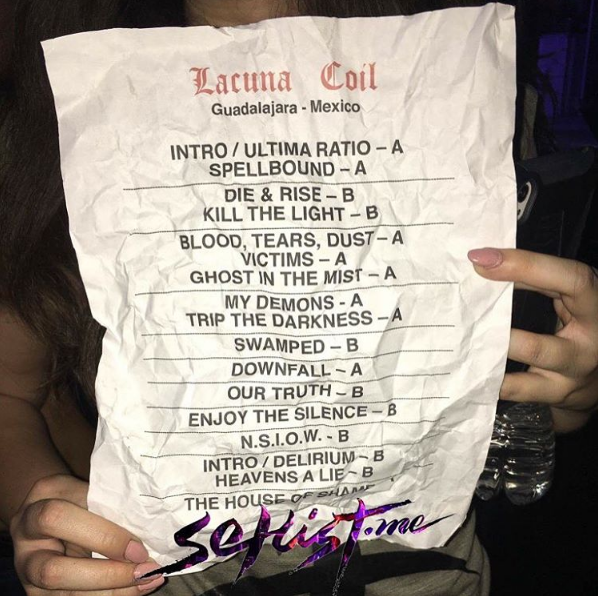 Lacuna Coil
Guadalajara - Mexico
INTRO / ULTIMA RATIO – A
SPELLBOUND – A
DIE & RISE – B
KILL THE LIGHT – B
BLOOD, TEARS, DUST – A
VICTIMS – A
GHOST IN THE MIST – A
MY DEMONS - A
TRIP THE DARKNESS – A
SWAMPED – B
DOWNFALL – A
OUR TRUTH – B
ENJOY THE SILENCE – B
N.S.I.O.W. - B
INTRO / DELIRIUM – B
HEAVENS A LIE – B
THE HOUSE OF SHAME
setlist.me